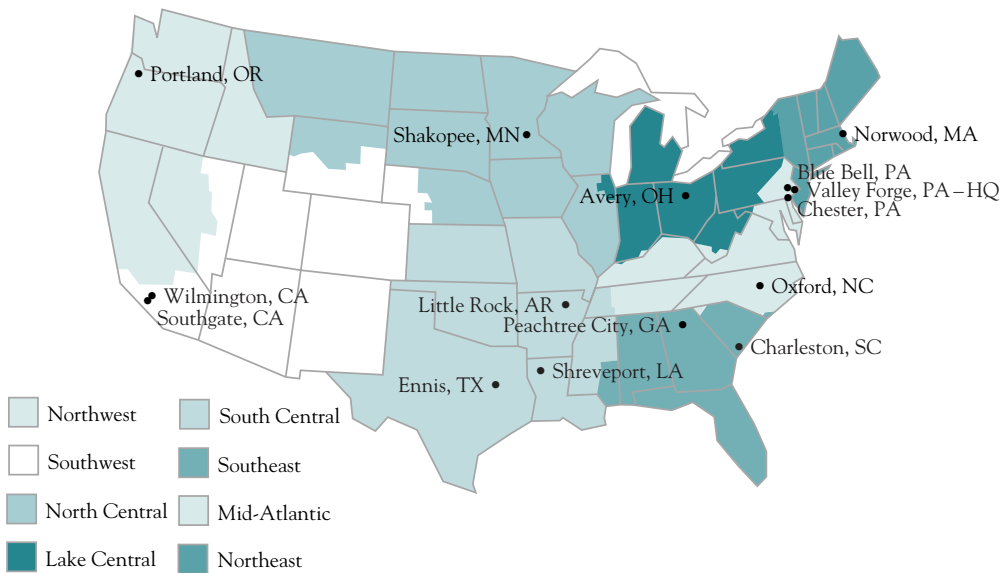 Portland, OR
Shakopee, MN
Norwood, MA
Blue Bell, PA
Avery, OH
Valley Forge, PA–HQ
Chester, PA
Wilmington, CA
Southgate, CA
Oxford, NC
Little Rock, AR
Peachtree City, GA
Charleston, SC
Shreveport, LA
Ennis, TX
Northwest
Southwest
North Central
Lake Central
South Central
Southeast
Mid-Atlantic
Northeast